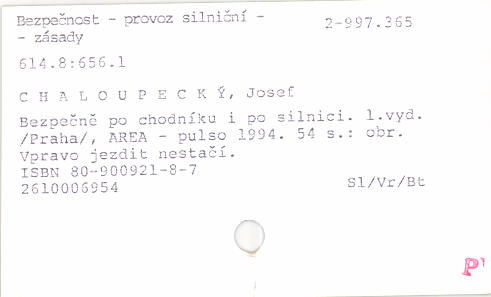 Bezpečnost - provoz silniční - 2-997.365
- zásady
614.8:656.1
C H A L O U P E C K Ý, Josef
Bezpečně po chodníku i po silnici. 1.vyd.
/Praha/, AREA - pulso 1994. 54 s.: obr.
Vpravo jezdit nestačí.
ISBN 80-900921-8-7
2610006954 Sl/Vr/Bt
P